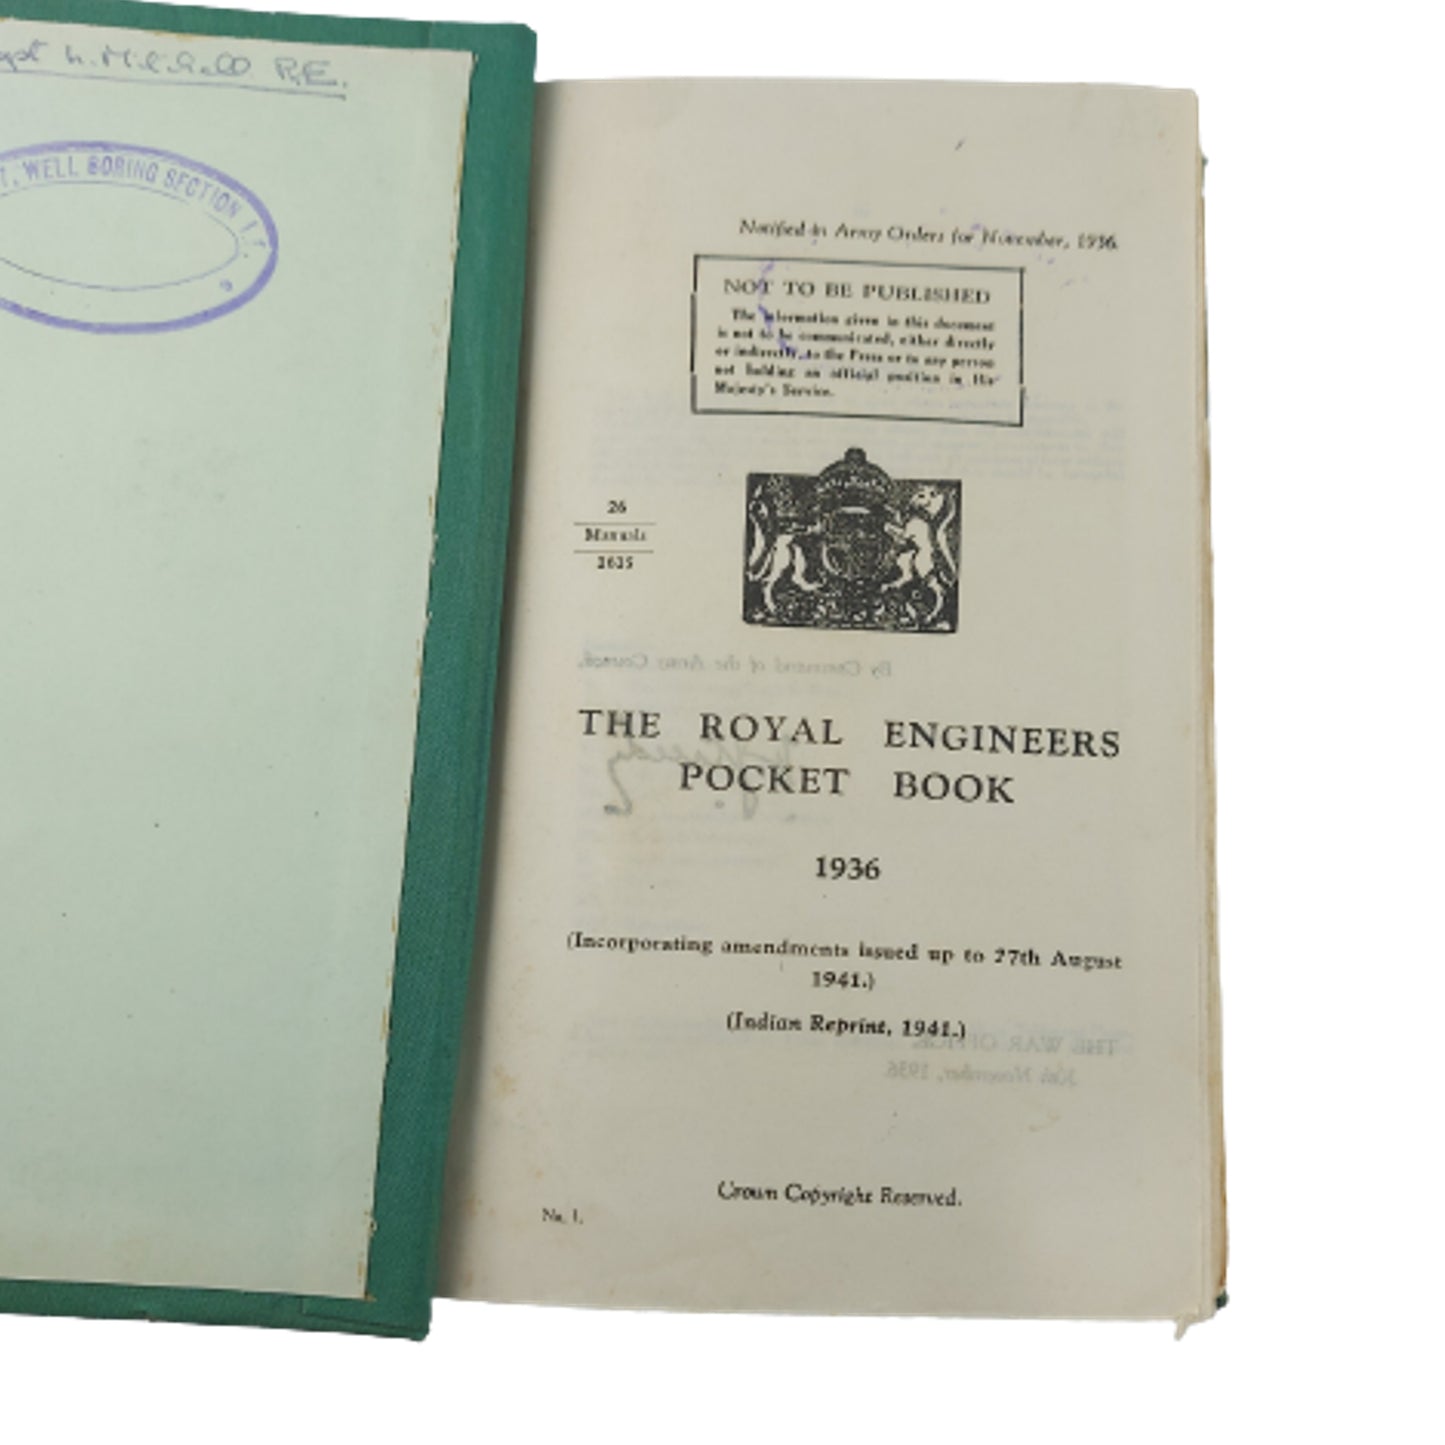 R.E.
WELL BORING SECTION
Notified in Army Orders for November, 1936.
NOT TO BE PUBLISHED
The information given in this document
is not to be communicated, either directly
or indirectly, to the Press or to any person
not holding an official position in His
Majesty's Service.
26
Manuals
2625
By Command of the Army Council,
THE ROYAL ENGINEERS
POCKET BOOK
1936
(Incorporating amendments issued up to 27th August
1941.)
(Indian Reprint, 1941.)
THE WAR OFFICE,
30th November, 1936.
Crown Copyright Reserved.
No. 1.